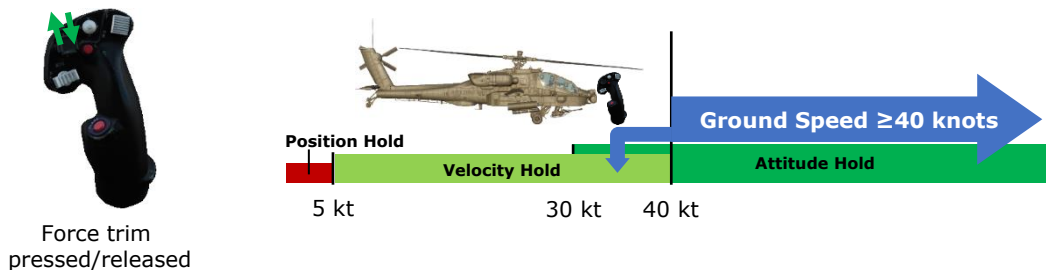 Ground Speed ≥40 knots
Position Hold
Velocity Hold
Attitude Hold
5 kt
30 kt
40 kt
Force trim
pressed/released